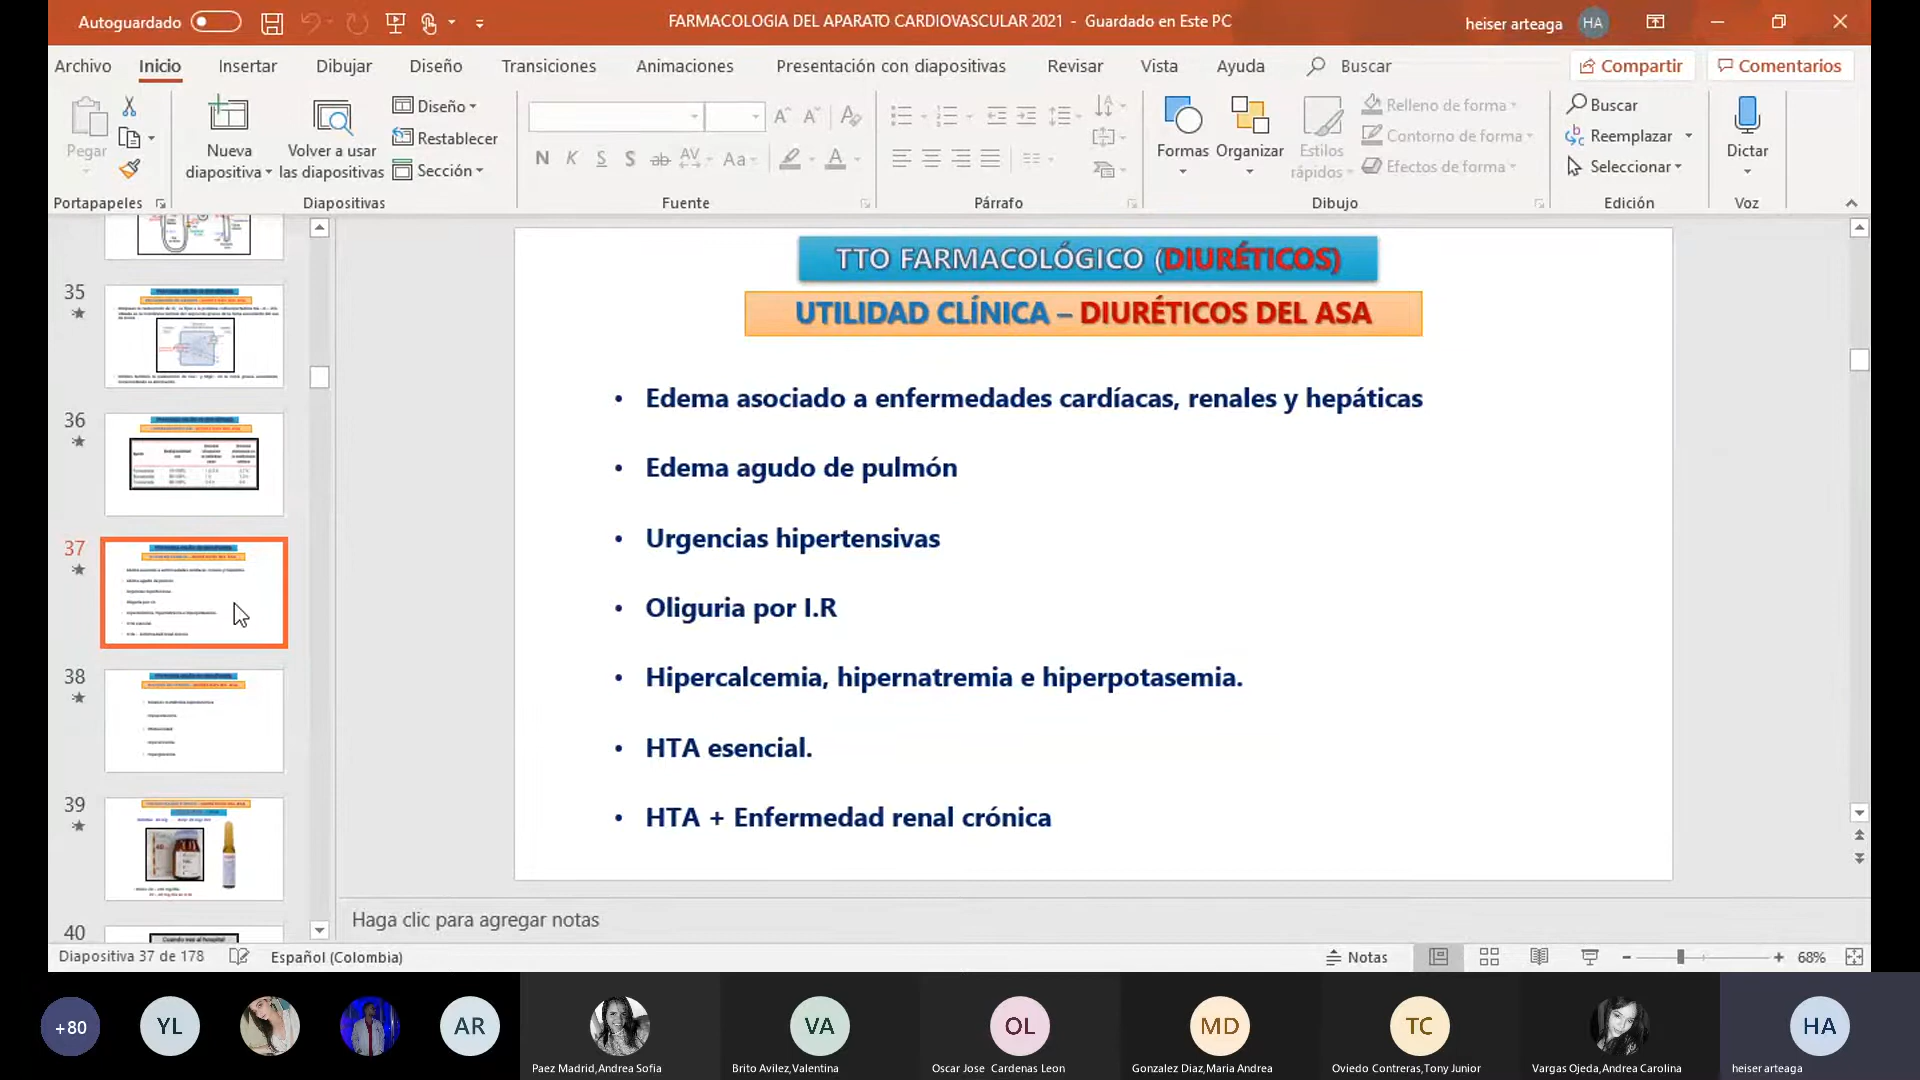 Autoguardado
FARMACOLOGIA DEL APARATO CARDIOVASCULAR 2021 - Guardado en Este PC
heiser arteaga
HA
Archivo Inicio Insertar Dibujar Diseño Transiciones Animaciones Presentación con diapositivas Revisar Vista Ayuda Buscar
Compartir Comentarios
Pegar
Nueva diapositiva
Volver a usar las diapositivas
Diseño
Restablecer
Sección
N K S S ab AV Aa A
Formas
Organizar
Estilos rápidos
Relleno de forma
Contorno de forma
Efectos de forma
Buscar
Reemplazar
Seleccionar
Dictar
Portapapeles Diapositivas Fuente Párrafo Dibujo Edición Voz
35
36
37
38
39
40
TTO FARMACOLÓGICO (DIURÉTICOS)
UTILIDAD CLÍNICA – DIURÉTICOS DEL ASA
• Edema asociado a enfermedades cardíacas, renales y hepáticas
• Edema agudo de pulmón
• Urgencias hipertensivas
• Oliguria por I.R
• Hipercalcemia, hipernatremia e hiperpotasemia.
• HTA esencial.
• HTA + Enfermedad renal crónica
Haga clic para agregar notas
Diapositiva 37 de 178 Español (Colombia) Notas 68%
+80 YL AR VA OL MD TC HA
Paez Madrid,Andrea Sofia
Brito Avilez,Valentina
Oscar Jose Cardenas Leon
Gonzalez Diaz,Maria Andrea
Oviedo Contreras,Tony Junior
Vargas Ojeda,Andrea Carolina
heiser arteaga